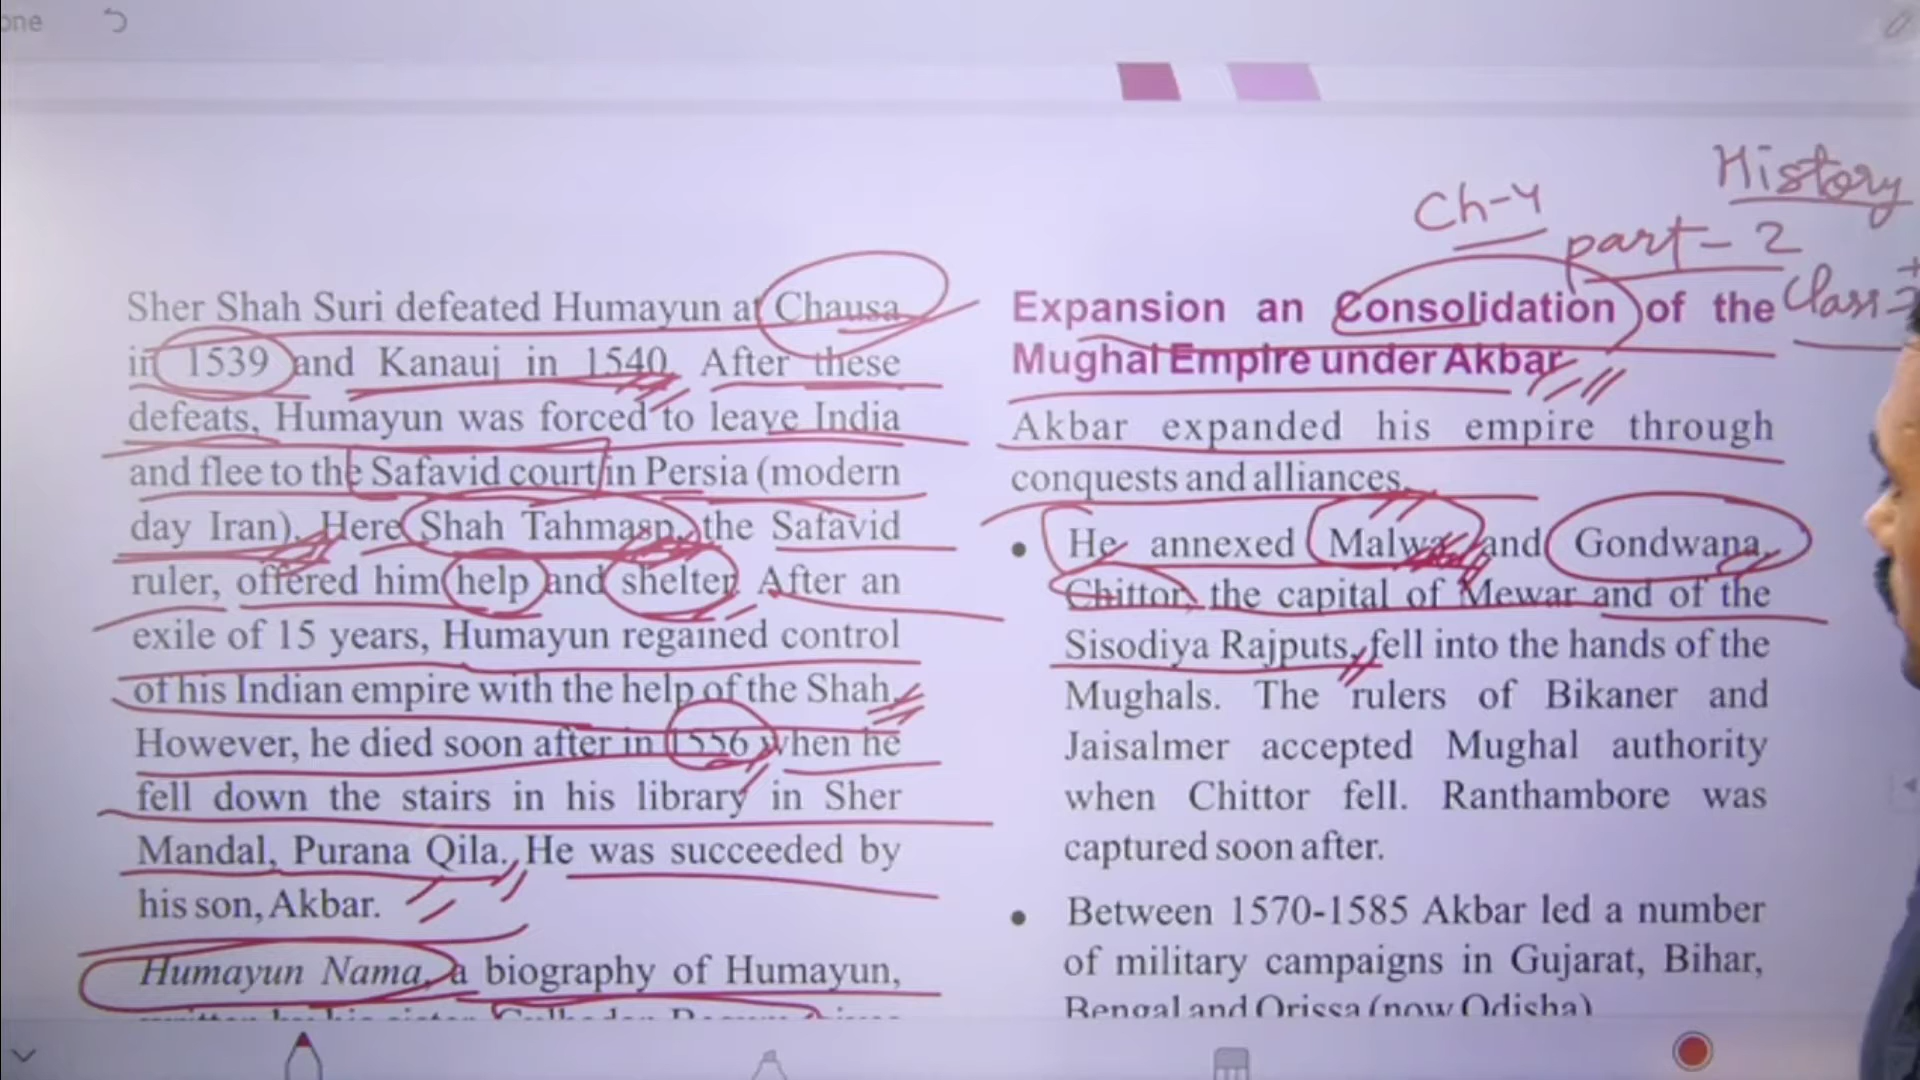 one
History
Ch-4
part-2
Class-7
Sher Shah Suri defeated Humayun at Chausa
in 1539 and Kanauj in 1540. After these
defeats, Humayun was forced to leave India
and flee to the Safavid court in Persia (modern
day Iran). Here Shah Tahmasp, the Safavid
ruler, offered him help and shelter. After an
exile of 15 years, Humayun regained control
of his Indian empire with the help of the Shah.
However, he died soon after in 1556 when he
fell down the stairs in his library in Sher
Mandal, Purana Qila. He was succeeded by
his son, Akbar.
Humayun Nama, a biography of Humayun,
written by his sister, Gulbadan Begum
Expansion an Consolidation of the
Mughal Empire under Akbar
Akbar expanded his empire through
conquests and alliances.
• He annexed Malwa and Gondwana.
Chittor, the capital of Mewar and of the
Sisodiya Rajputs, fell into the hands of the
Mughals. The rulers of Bikaner and
Jaisalmer accepted Mughal authority
when Chittor fell. Ranthambore was
captured soon after.
• Between 1570-1585 Akbar led a number
of military campaigns in Gujarat, Bihar,
Bengal and Orissa (now Odisha)